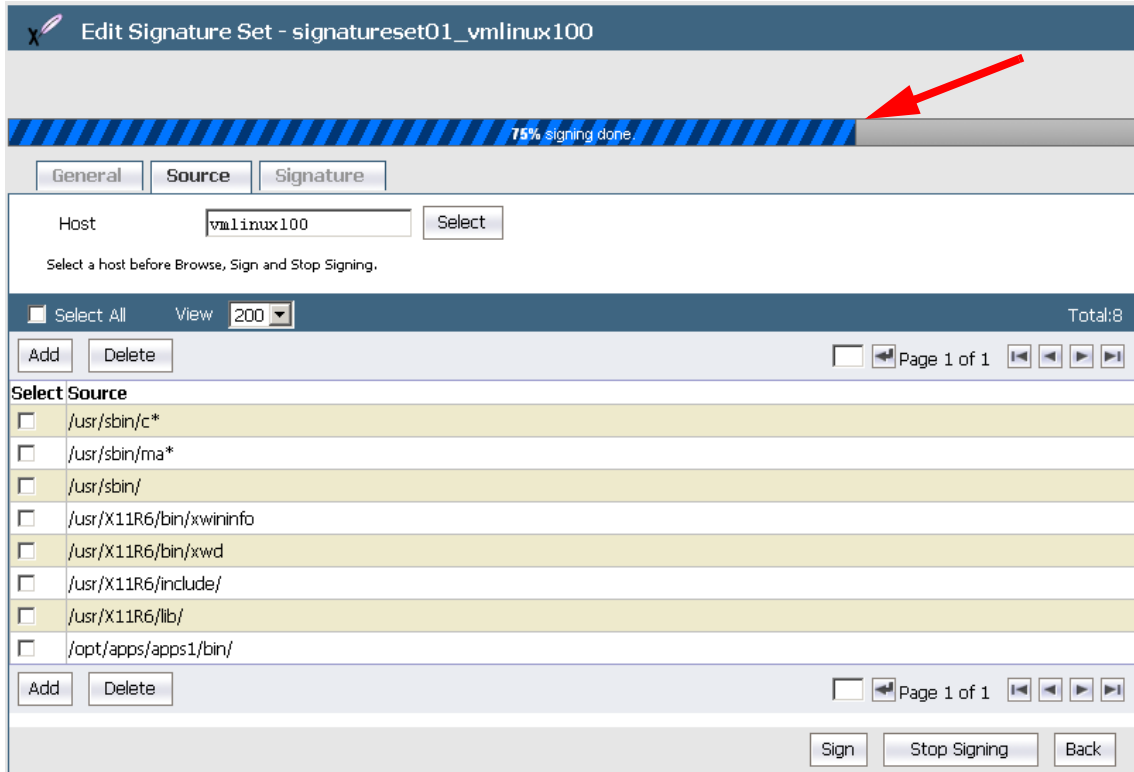 Edit Signature Set - signatureset01_vmlinux100
75% signing done.
General Source Signature
Host vmlinux100 Select
Select a host before Browse, Sign and Stop Signing.
Select All View 200 Total:8
Add Delete Page 1 of 1
Select Source
/usr/sbin/c*
/usr/sbin/ma*
/usr/sbin/
/usr/X11R6/bin/xwininfo
/usr/X11R6/bin/xwd
/usr/X11R6/include/
/usr/X11R6/lib/
/opt/apps/apps1/bin/
Add Delete Page 1 of 1
Sign Stop Signing Back